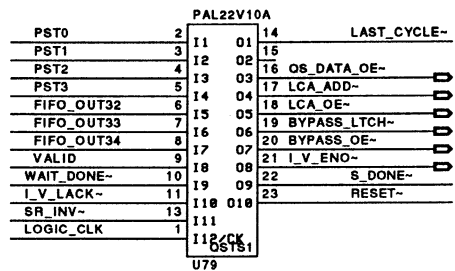 PAL22V10A
PST0 2 I1 O1 14 LAST_CYCLE~
PST1 3 I2 O2 15
PST2 4 I3 O3 16 QS_DATA_OE~
PST3 5 I4 O4 17 LCA_ADD~
FIFO_OUT32 6 I5 O5 18 LCA_OE~
FIFO_OUT33 7 I6 O6 19 BYPASS_LTCH~
FIFO_OUT34 8 I7 O7 20 BYPASS_OE~
VALID 9 I8 O8 21 I_V_ENO~
WAIT_DONE~ 10 I9 O9 22 S_DONE~
I_V_LACK~ 11 I10 O10 23 RESET~
SR_INV~ 13 I11
LOGIC_CLK 1 I12/CK
QSTS1
U79